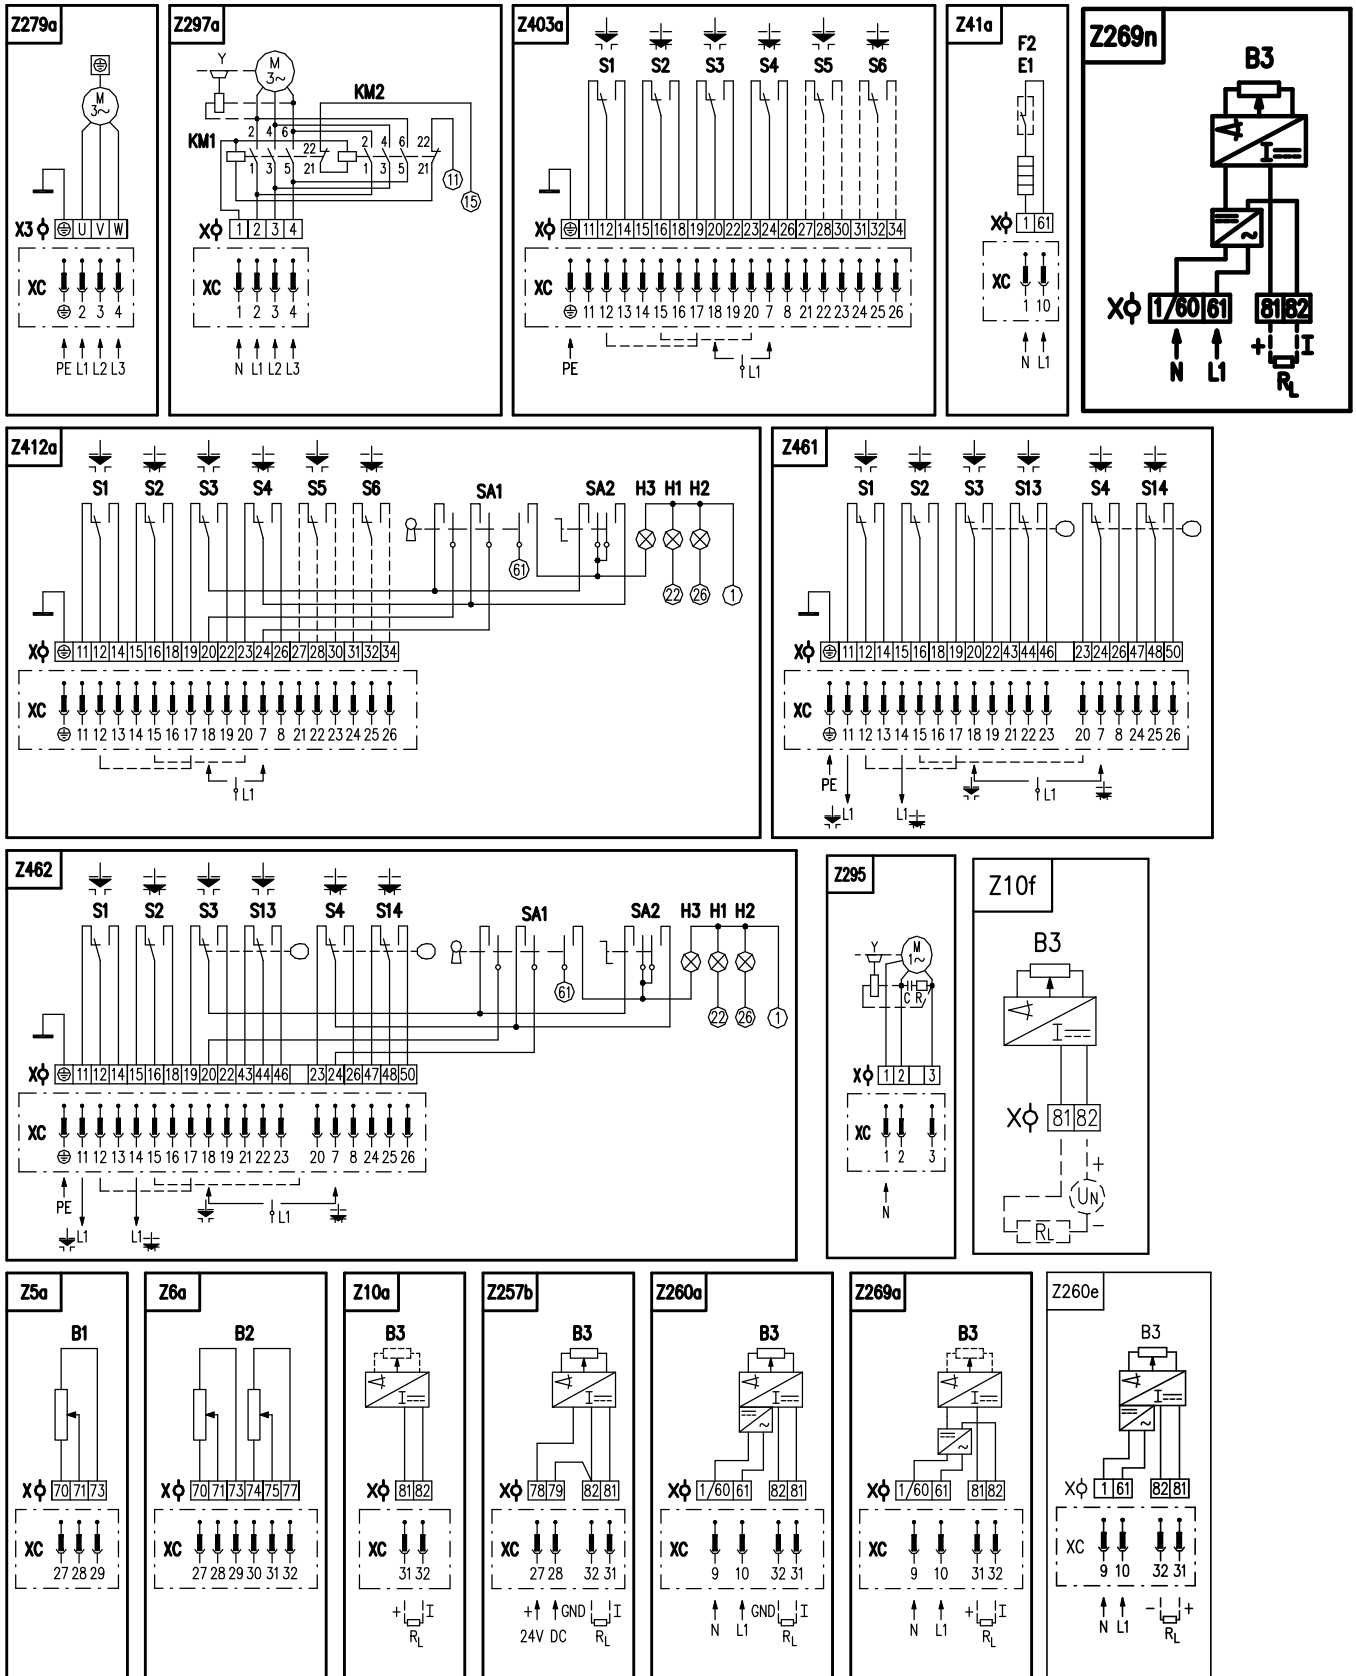 Z279a
M
3~
X3 U V W
XC
2 3 4
PE L1 L2 L3
Z297a
Y
M
3~
KM2
2 4 6
2 4 6 22
KM1
22
1 3 5 21
1 3 5 21
11
15
X 1 2 3 4
XC
1 2 3 4
N L1 L2 L3
Z403a
S1 S2 S3 S4 S5 S6
X 11 12 14 15 16 18 19 20 22 23 24 26 27 28 30 31 32 34
XC
11 12 13 14 15 16 17 18 19 20 7 8 21 22 23 24 25 26
PE
L1
Z41a
F2
E1
X 1 61
XC
1 10
N L1
Z269n
B3
I
~
X 1/60 61 81 82
N L1 + I
RL
Z412a
S1 S2 S3 S4 S5 S6 SA1 SA2 H3 H1 H2
61
22 26 1
X 11 12 14 15 16 18 19 20 22 23 24 26 27 28 30 31 32 34
XC
11 12 13 14 15 16 17 18 19 20 7 8 21 22 23 24 25 26
L1
Z461
S1 S2 S3 S13 S4 S14
X 11 12 14 15 16 18 19 20 22 43 44 46 23 24 26 47 48 50
XC
11 12 13 14 15 16 17 18 19 21 22 23 20 7 8 24 25 26
PE
L1 L1 L1
Z462
S1 S2 S3 S13 S4 S14 SA1 SA2 H3 H1 H2
61
22 26 1
X 11 12 14 15 16 18 19 20 22 43 44 46 23 24 26 47 48 50
XC
11 12 13 14 15 16 17 18 19 21 22 23 20 7 8 24 25 26
PE
L1 L1 L1
Z295
Y
M
1~
C R
X 1 2 3
XC
1 2 3
N
Z10f
B3
I
X 81 82
+
UN
RL
−
Z5a
B1
X 70 71 73
XC
27 28 29
Z6a
B2
X 70 71 73 74 75 77
XC
27 28 29 30 31 32
Z10a
B3
I
X 81 82
XC
31 32
+ I
RL
Z257b
B3
I
X 78 79 82 81
XC
27 28 32 31
+ GND I
24V DC RL
Z260a
B3
I
~
X 1/60 61 82 81
XC
9 10 32 31
GND I
N L1 RL
Z269a
B3
I
~
X 1/60 61 81 82
XC
9 10 31 32
+ I
N L1 RL
Z260e
B3
I
~
X 1 61 82 81
XC
9 10 32 31
− +
N L1 RL